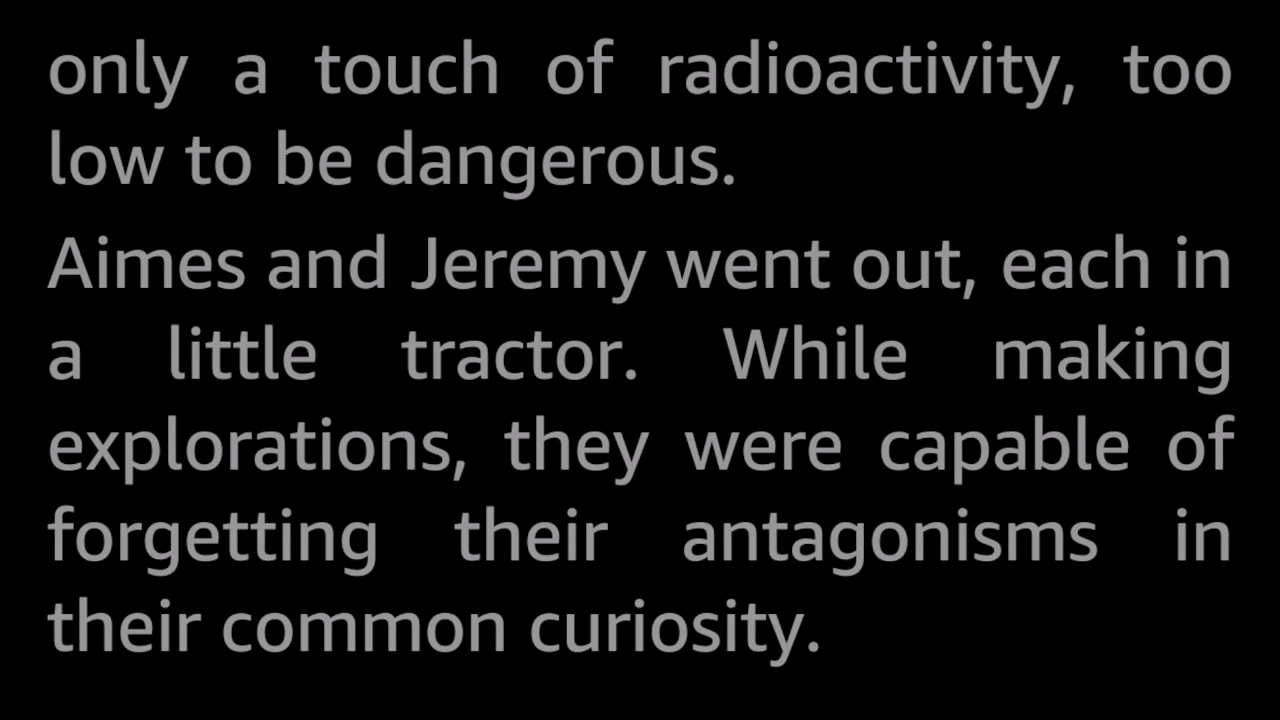 only a touch of radioactivity, too
low to be dangerous.
Aimes and Jeremy went out, each in
a little tractor. While making
explorations, they were capable of
forgetting their antagonisms in
their common curiosity.